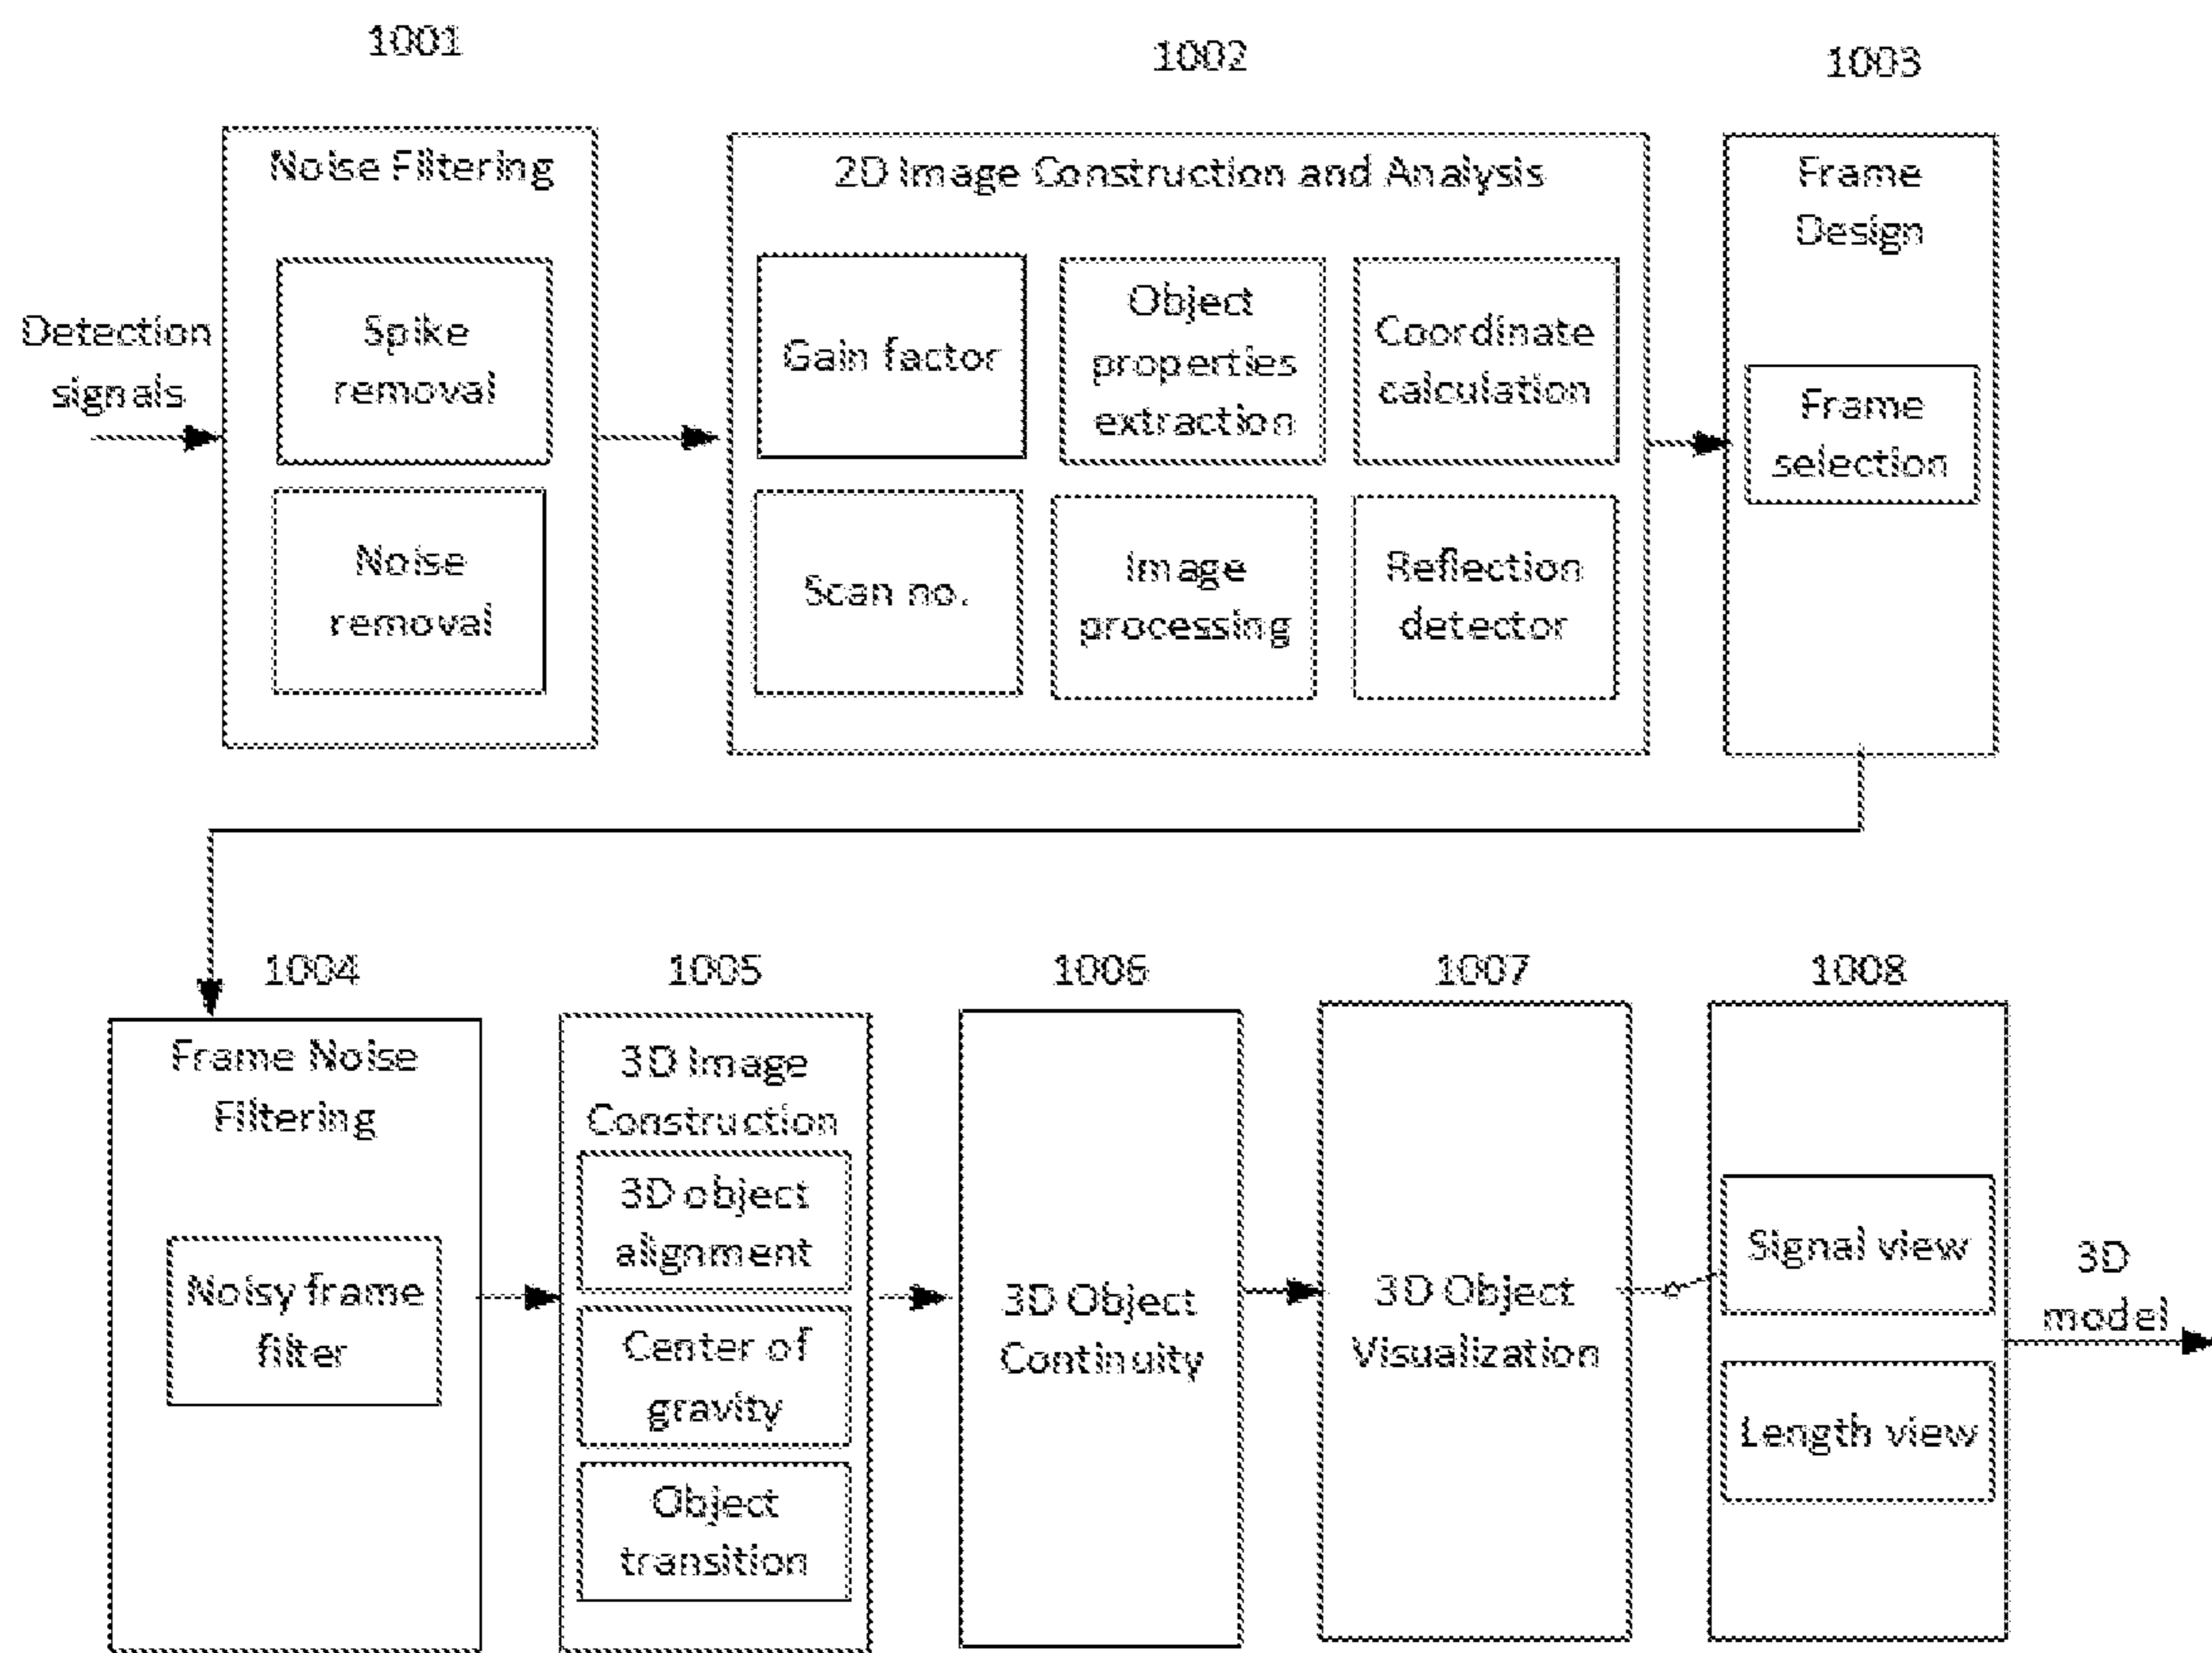 1001
1002
1003
Noise Filtering
2D Image Construction and Analysis
Frame
Design
Detection
signals
Spike
removal
Noise
removal
Gain factor
Object
properties
extraction
Coordinate
calculation
Scan no.
Image
processing
Reflection
detector
Frame
selection
1004
1005
1006
1007
1008
Frame Noise
Filtering
Noisy frame
filter
3D Image
Construction
3D object
alignment
Center of
gravity
Object
transition
3D Object
Continuity
3D Object
Visualization
Signal view
Length view
3D
model